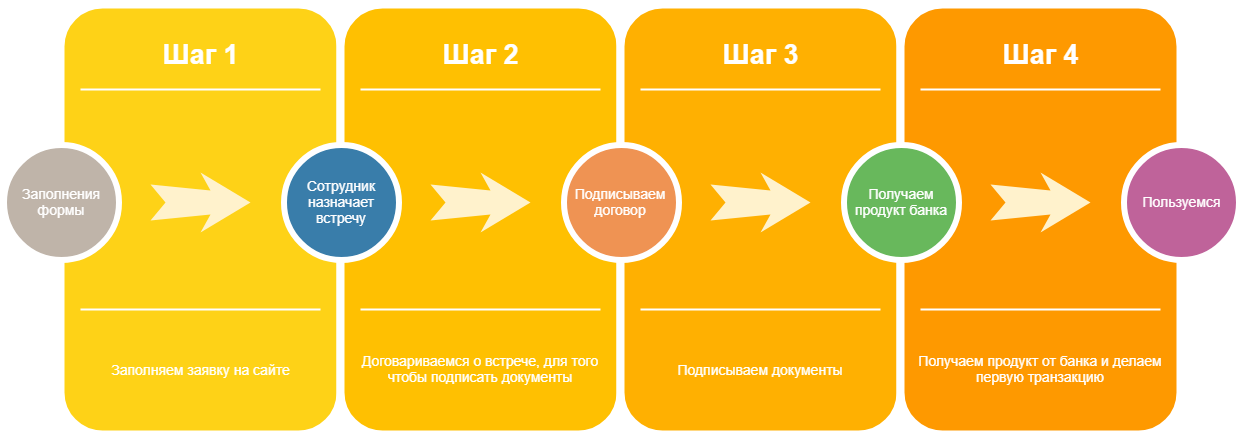 Шаг 1
Шаг 2
Шаг 3
Шаг 4
Заполнения
формы
Сотрудник
назначает
встречу
Подписываем
договор
Получаем
продукт банка
Пользуемся
Заполняем заявку на сайте
Договариваемся о встрече, для того
чтобы подписать документы
Подписываем документы
Получаем продукт от банка и делаем
первую транзакцию